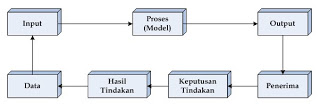 Input
Proses
(Model)
Output
Penerima
Keputusan
Tindakan
Hasil
Tindakan
Data